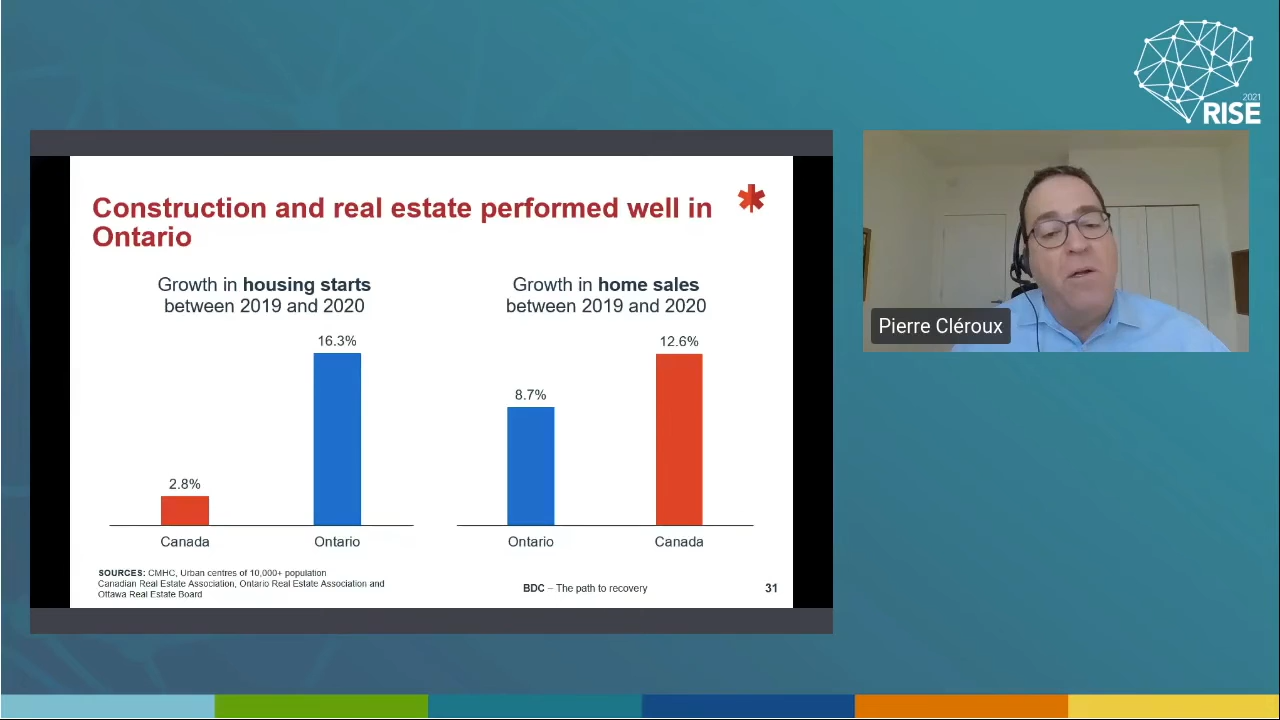 2021
RISE
Construction and real estate performed well in
Ontario
Growth in housing starts
between 2019 and 2020
16.3%
2.8%
Canada
Ontario
Growth in home sales
between 2019 and 2020
12.6%
8.7%
Ontario
Canada
SOURCES: CMHC, Urban centres of 10,000+ population
Canadian Real Estate Association, Ontario Real Estate Association and
Ottawa Real Estate Board
BDC – The path to recovery
31
Pierre Cléroux